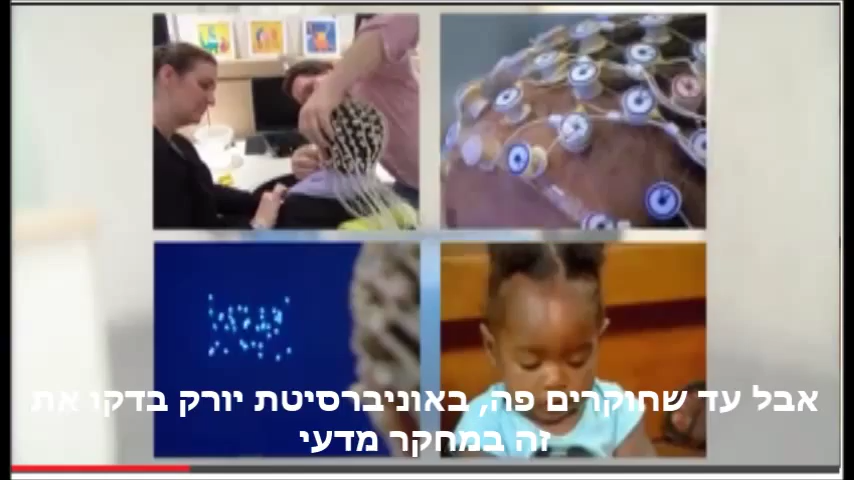 אבל עד שחוקרים פה, באוניברסיטת יורק בדקו את
זה במחקר מדעי